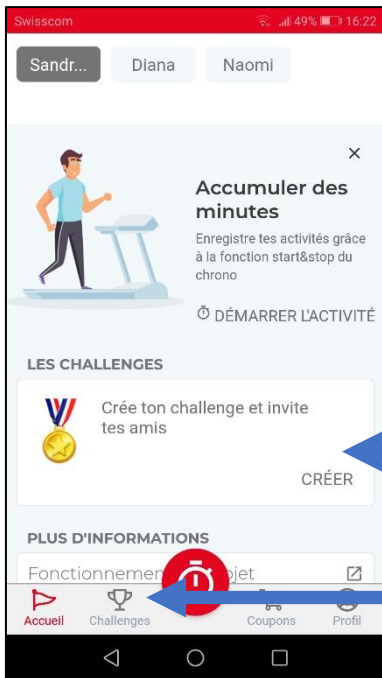 Swisscom 49% 16:22
Sandr... Diana Naomi
Accumuler des
minutes
Enregistre tes activités grâce
à la fonction start&stop du
chrono
DÉMARRER L'ACTIVITÉ
LES CHALLENGES
Crée ton challenge et invite
tes amis
CRÉER
PLUS D'INFORMATIONS
Accueil Challenges Coupons Profil